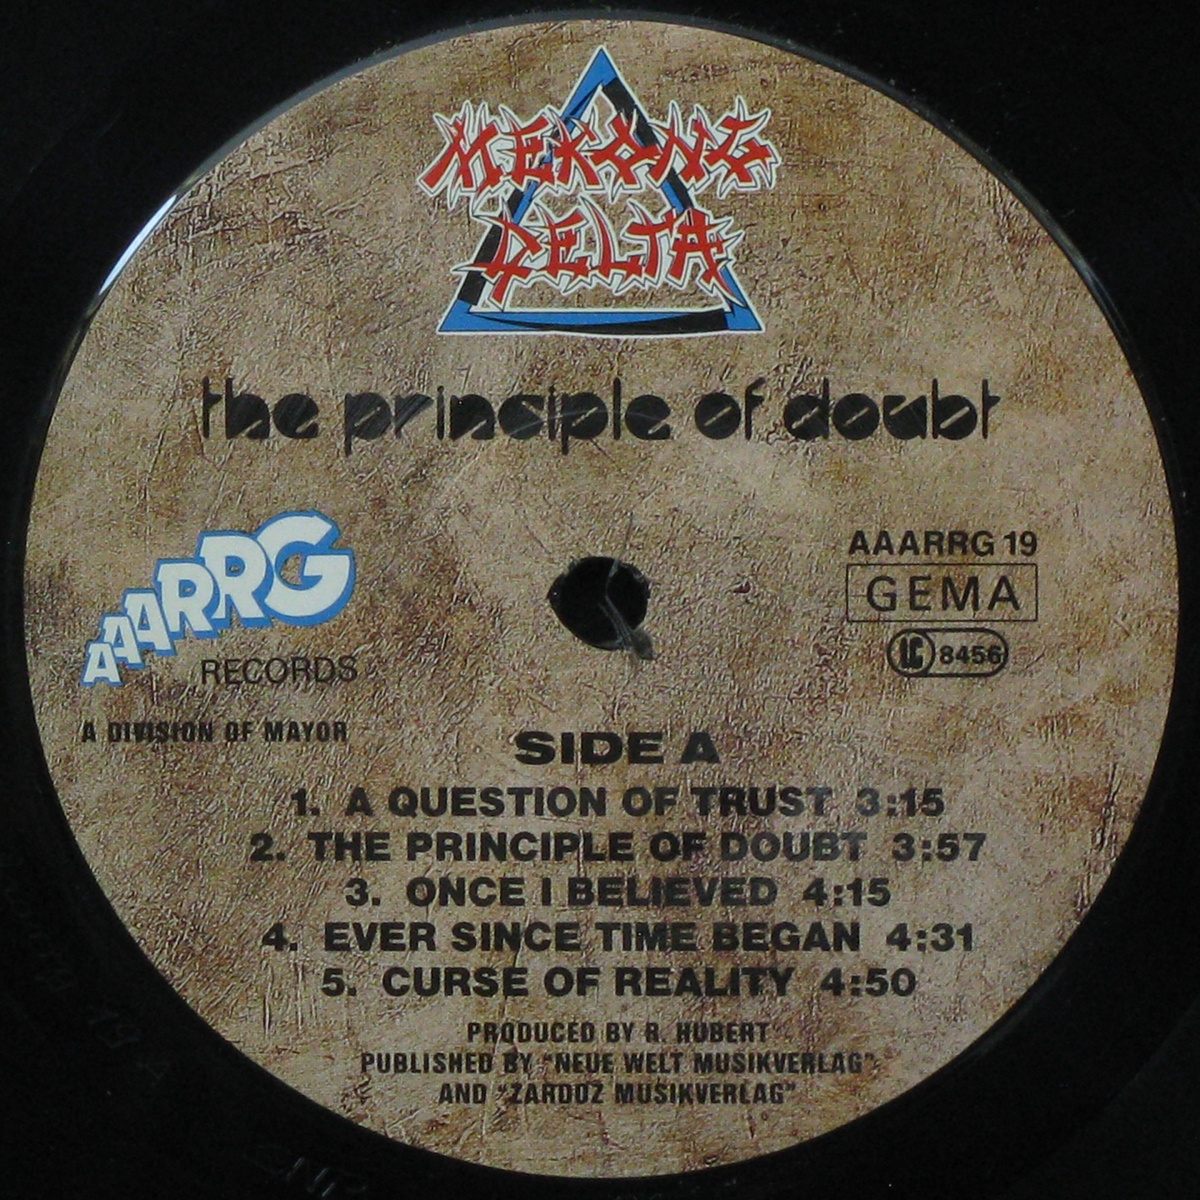 MEKONG
DELTA
the principle of doubt
AAARRG
RECORDS
A DIVISION OF MAYOR
AAARRG 19
GEMA
LC 8456
SIDE A
1. A QUESTION OF TRUST 3:15
2. THE PRINCIPLE OF DOUBT 3:57
3. ONCE I BELIEVED 4:15
4. EVER SINCE TIME BEGAN 4:31
5. CURSE OF REALITY 4:50
PRODUCED BY R. HUBERT
PUBLISHED BY "NEUE WELT MUSIKVERLAG"
AND "ZARDOZ MUSIKVERLAG"